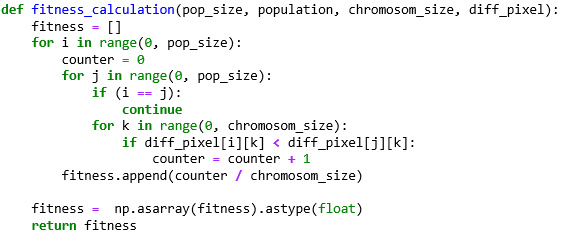 def fitness_calculation(pop_size, population, chromosom_size, diff_pixel):
    fitness = []
    for i in range(0, pop_size):
        counter = 0
        for j in range(0, pop_size):
            if (i == j):
                continue
            for k in range(0, chromosom_size):
                if diff_pixel[i][k] < diff_pixel[j][k]:
                    counter = counter + 1
        fitness.append(counter / chromosom_size)

    fitness =  np.asarray(fitness).astype(float)
    return fitness